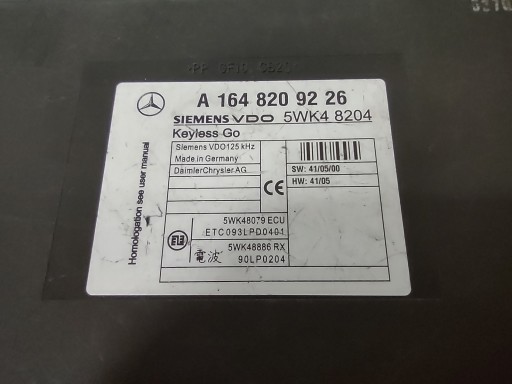 A 164 820 92 26
SIEMENS VDO 5WK4 8204
Keyless Go
Siemens VDO125 kHz
Made in Germany
DaimlerChrysler AG
SW: 41/05/00
HW: 41/05
CE
Homologation see user manual
5WK48079 ECU
ETC093LPD0401
5WK48886 RX
電波 90LP0204